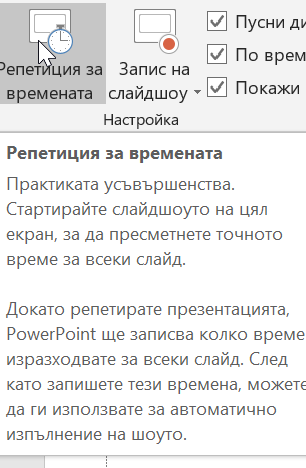 Репетиция за
времената
Запис на
слайдшоу
Пусни ди
По врем
Покажи
Настройка
Репетиция за времената
Практиката усъвършенства.
Стартирайте слайдшоуто на цял
екран, за да пресметнете точното
време за всеки слайд.
Докато репетирате презентацията,
PowerPoint ще записва колко време
изразходвате за всеки слайд. След
като запишете тези времена, можете
да ги използвате за автоматично
изпълнение на шоуто.